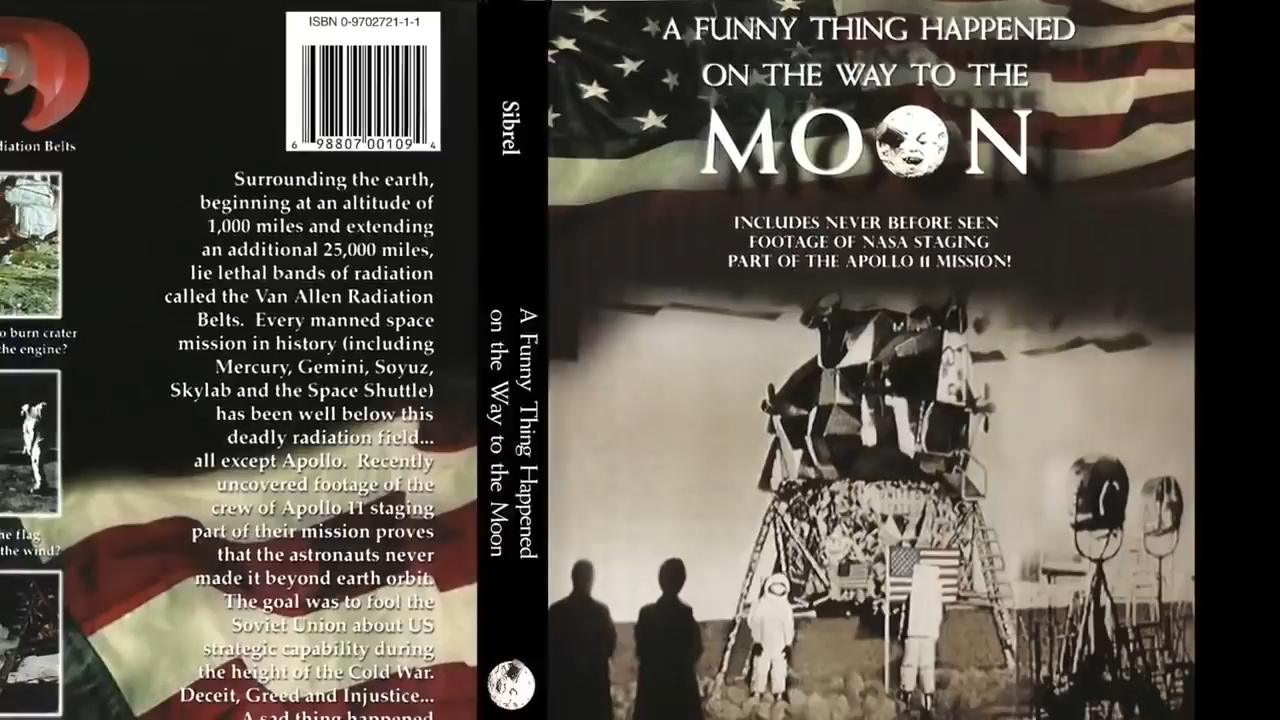 ISBN 0-9702721-1-1
6 98807 00109 4
diation Belts
o burn crater
the engine?
he flag
the wind?
Surrounding the earth,
beginning at an altitude of
1,000 miles and extending
an additional 25,000 miles,
lie lethal bands of radiation
called the Van Allen Radiation
Belts. Every manned space
mission in history (including
Mercury, Gemini, Soyuz,
Skylab and the Space Shuttle)
has been well below this
deadly radiation field...
all except Apollo. Recently
uncovered footage of the
crew of Apollo 11 staging
part of their mission proves
that the astronauts never
made it beyond earth orbit.
The goal was to fool the
Soviet Union about US
strategic capability during
the height of the Cold War.
Deceit, Greed and Injustice...
A sad thing happened
Sibrel
A Funny Thing Happened
on the Way to the Moon
A FUNNY THING HAPPENED
ON THE WAY TO THE
MOON
INCLUDES NEVER BEFORE SEEN
FOOTAGE OF NASA STAGING
PART OF THE APOLLO 11 MISSION!